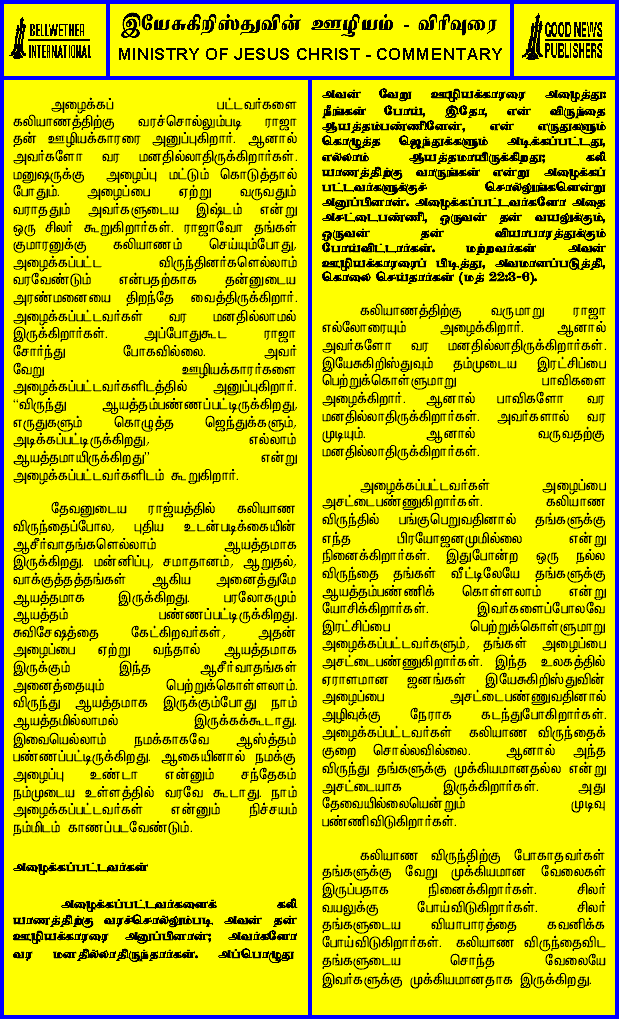 BELLWETHER
INTERNATIONAL
இயேசுகிறிஸ்துவின் ஊழியம் - விரிவுரை
MINISTRY OF JESUS CHRIST - COMMENTARY
GOOD NEWS
PUBLISHERS
அழைக்கப் பட்டவர்களை
கலியாணத்திற்கு வரச்சொல்லும்படி ராஜா
தன் ஊழியக்காரரை அனுப்புகிறார். ஆனால்
அவர்களோ வர மனதில்லாதிருக்கிறார்கள்.
மனுஷருக்கு அழைப்பு மட்டும் கொடுத்தால்
போதும். அழைப்பை ஏற்று வருவதும்
வராததும் அவர்களுடைய இஷ்டம் என்று
ஒரு சிலர் கூறுகிறார்கள். ராஜாவோ தங்கள்
குமாரனுக்கு கலியாணம் செய்யும்போது,
அழைக்கப்பட்ட விருந்தினர்களெல்லாம்
வரவேண்டும் என்பதற்காக தன்னுடைய
அரண்மனையை திறந்தே வைத்திருக்கிறார்.
அழைக்கப்பட்டவர்கள் வர மனதில்லாமல்
இருக்கிறார்கள். அப்போதுகூட ராஜா
சோர்ந்து போகவில்லை. அவர்
வேறு ஊழியக்காரர்களை
அழைக்கப்பட்டவர்களிடத்தில் அனுப்புகிறார்.
“விருந்து ஆயத்தம்பண்ணப்பட்டிருக்கிறது,
எருதுகளும் கொழுத்த ஜெந்துக்களும்,
அடிக்கப்பட்டிருக்கிறது, எல்லாம்
ஆயத்தமாயிருக்கிறது” என்று
அழைக்கப்பட்டவர்களிடம் கூறுகிறார்.
தேவனுடைய ராஜ்யத்தில் கலியாண
விருந்தைப்போல, புதிய உடன்படிக்கையின்
ஆசீர்வாதங்களெல்லாம் ஆயத்தமாக
இருக்கிறது. மன்னிப்பு, சமாதானம், ஆறுதல்,
வாக்குத்தத்தங்கள் ஆகிய அனைத்துமே
ஆயத்தமாக இருக்கிறது. பரலோகமும்
ஆயத்தம் பண்ணப்பட்டிருக்கிறது.
சுவிசேஷத்தை கேட்கிறவர்கள், அதன்
அழைப்பை ஏற்று வந்தால் ஆயத்தமாக
இருக்கும் இந்த ஆசீர்வாதங்கள்
அனைத்தையும் பெற்றுக்கொள்ளலாம்.
விருந்து ஆயத்தமாக இருக்கும்போது நாம்
ஆயத்தமில்லாமல் இருக்கக்கூடாது.
இவையெல்லாம் நமக்காகவே ஆஸ்த்தம்
பண்ணப்பட்டிருக்கிறது. ஆகையினால் நமக்கு
அழைப்பு உண்டா என்னும் சந்தேகம்
நம்முடைய உள்ளத்தில் வரவே கூடாது. நாம்
அழைக்கப்பட்டவர்கள் என்னும் நிச்சயம்
நம்மிடம் காணப்படவேண்டும்.
அழைக்கப்பட்டவர்கள்
அழைக்கப்பட்டவர்களைக் கலி
யாணத்திற்கு வரச்சொல்லும்படி அவன் தன்
ஊழியக்காரரை அனுப்பினான்; அவர்களோ
வர மனதில்லாதிருந்தார்கள். அப்பொழுது
அவன் வேறு ஊழியக்காரரை அழைத்து:
நீங்கள் போய், இதோ, என் விருந்தை
ஆயத்தம்பண்ணினேன், என் எருதுகளும்
கொழுத்த ஜெந்துக்களும் அடிக்கப்பட்டது,
எல்லாம் ஆயத்தமாயிருக்கிறது; கலி
யாணத்திற்கு வாருங்கள் என்று அழைக்கப்
பட்டவர்களுக்குச் சொல்லுங்களென்று
அனுப்பினான். அழைக்கப்பட்டவர்களோ அதை
அசட்டைபண்ணி, ஒருவன் தன் வயலுக்கும்,
ஒருவன் தன் வியாபாரத்துக்கும்
போய்விட்டார்கள். மற்றவர்கள் அவன்
ஊழியக்காரரைப் பிடித்து, அவமானப்படுத்தி,
கொலை செய்தார்கள் (மத் 22:3-6).
கலியாணத்திற்கு வருமாறு ராஜா
எல்லோரையும் அழைக்கிறார். ஆனால்
அவர்களோ வர மனதில்லாதிருக்கிறார்கள்.
இயேசுகிறிஸ்துவும் தம்முடைய இரட்சிப்பை
பெற்றுக்கொள்ளுமாறு பாவிகளை
அழைக்கிறார். ஆனால் பாவிகளோ வர
மனதில்லாதிருக்கிறார்கள். அவர்களால் வர
முடியும். ஆனால் வருவதற்கு
மனதில்லாதிருக்கிறார்கள்.
அழைக்கப்பட்டவர்கள் அழைப்பை
அசட்டைபண்ணுகிறார்கள். கலியாண
விருந்தில் பங்குபெறுவதினால் தங்களுக்கு
எந்த பிரயோஜனமுமில்லை என்று
நினைக்கிறார்கள். இதுபோன்ற ஒரு நல்ல
விருந்தை தங்கள் வீட்டிலேயே தங்களுக்கு
ஆயத்தம்பண்ணிக் கொள்ளலாம் என்று
யோசிக்கிறார்கள். இவர்களைப்போலவே
இரட்சிப்பை பெற்றுக்கொள்ளுமாறு
அழைக்கப்பட்டவர்களும், தங்கள் அழைப்பை
அசட்டைபண்ணுகிறார்கள். இந்த உலகத்தில்
ஏராளமான ஜனங்கள் இயேசுகிறிஸ்துவின்
அழைப்பை அசட்டைபண்ணுவதினால்
அழிவுக்கு நேராக கடந்துபோகிறார்கள்.
அழைக்கப்பட்டவர்கள் கலியாண விருந்தைக்
குறை சொல்லவில்லை. ஆனால் அந்த
விருந்து தங்களுக்கு முக்கியமானதல்ல என்று
அசட்டையாக இருக்கிறார்கள். அது
தேவையில்லையென்றும் முடிவு
பண்ணிவிடுகிறார்கள்.
கலியாண விருந்திற்கு போகாதவர்கள்
தங்களுக்கு வேறு முக்கியமான வேலைகள்
இருப்பதாக நினைக்கிறார்கள். சிலர்
வயலுக்கு போய்விடுகிறார்கள். சிலர்
தங்களுடைய வியாபாரத்தை கவனிக்க
போய்விடுகிறார்கள். கலியாண விருந்தைவிட
தங்களுடைய சொந்த வேலையே
இவர்களுக்கு முக்கியமானதாக இருக்கிறது.